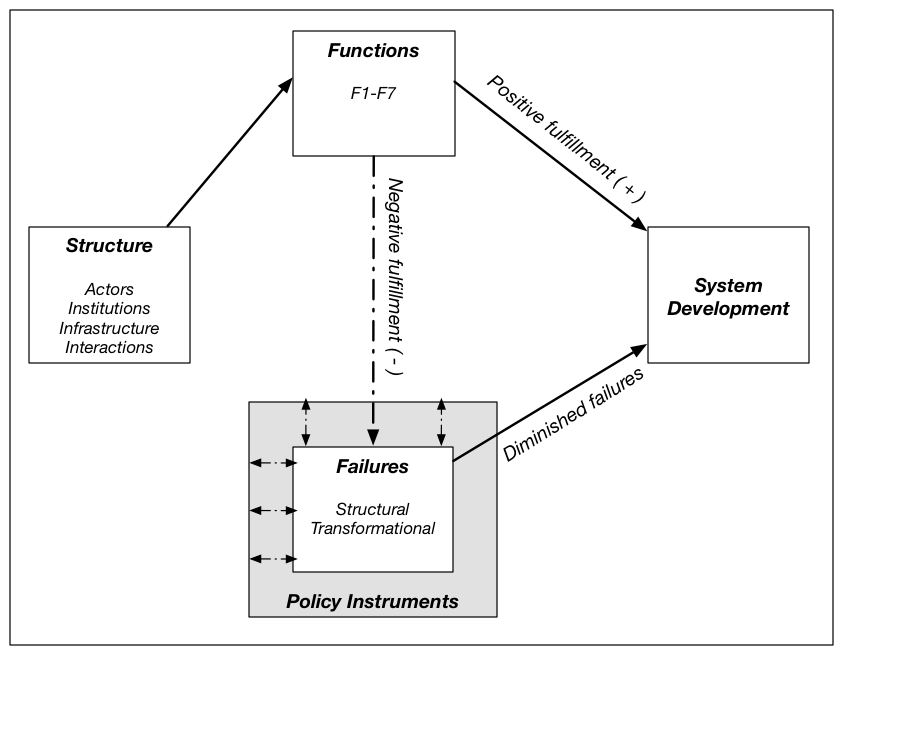 Functions
F1-F7
Positive fulfillment ( + )
Negative fulfillment ( - )
Structure
Actors
Institutions
Infrastructure
Interactions
System
Development
Diminished failures
Failures
Structural
Transformational
Policy Instruments